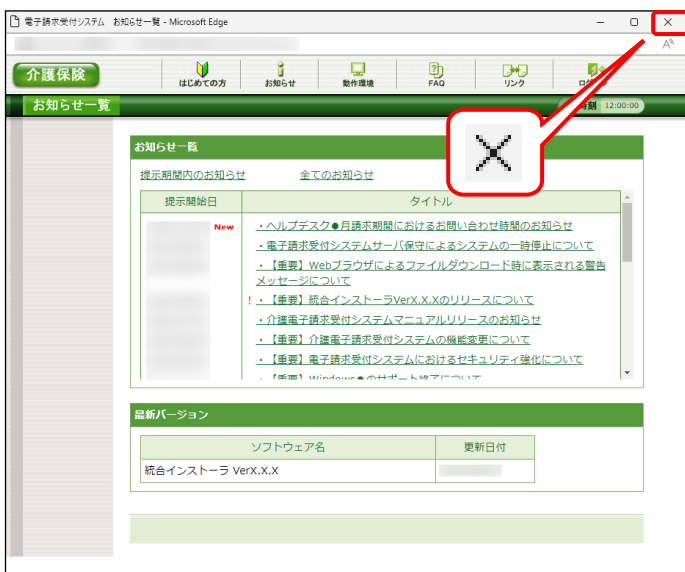 電子請求受付システム お知らせ一覧 - Microsoft Edge
介護保険
はじめての方
お知らせ
動作環境
FAQ
リンク
お知らせ一覧
刻 12:00:00
お知らせ一覧
提示期間内のお知らせ 全てのお知らせ
提示開始日 タイトル
New ・ヘルプデスク●月請求期間におけるお問い合わせ時間のお知らせ
・電子請求受付システムサーバ保守によるシステムの一時停止について
・【重要】Webブラウザによるファイルダウンロード時に表示される警告
メッセージについて
! ・【重要】統合インストーラVerX.X.Xのリリースについて
・介護電子請求受付システムマニュアルリリースのお知らせ
・【重要】介護電子請求受付システムの機能変更について
・【重要】電子請求受付システムにおけるセキュリティ強化について
・【重要】Windows●のサポート終了について
最新バージョン
ソフトウェア名 更新日付
統合インストーラ VerX.X.X